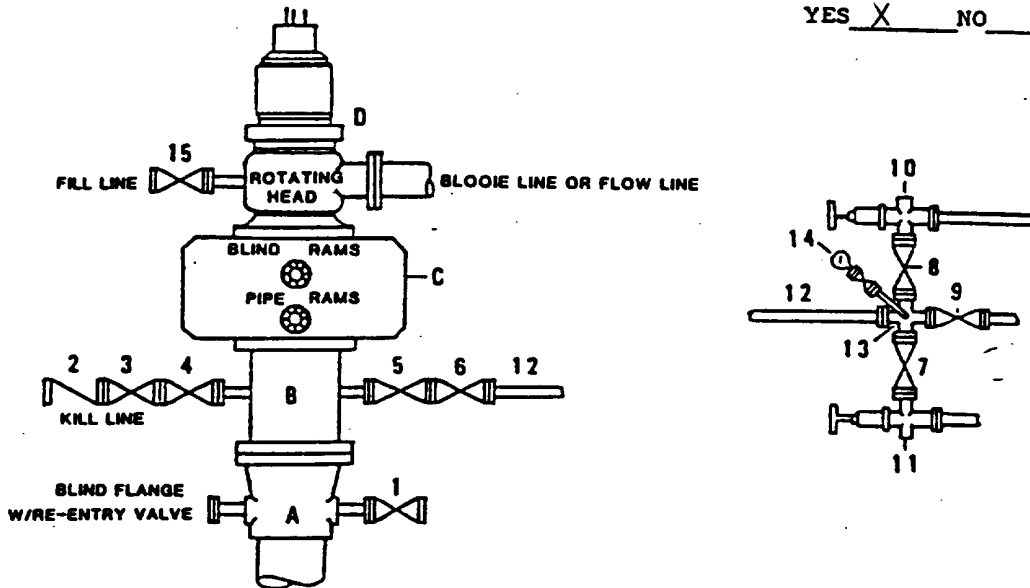 YES X NO
D
15
FILL LINE
ROTATING
HEAD
BLOOIE LINE OR FLOW LINE
10
BLIND RAMS
C
14
8
PIPE RAMS
12
9
13
2 3 4
B
5 6 12
7
KILL LINE
11
BLIND FLANGE
W/RE-ENTRY VALVE
A
1